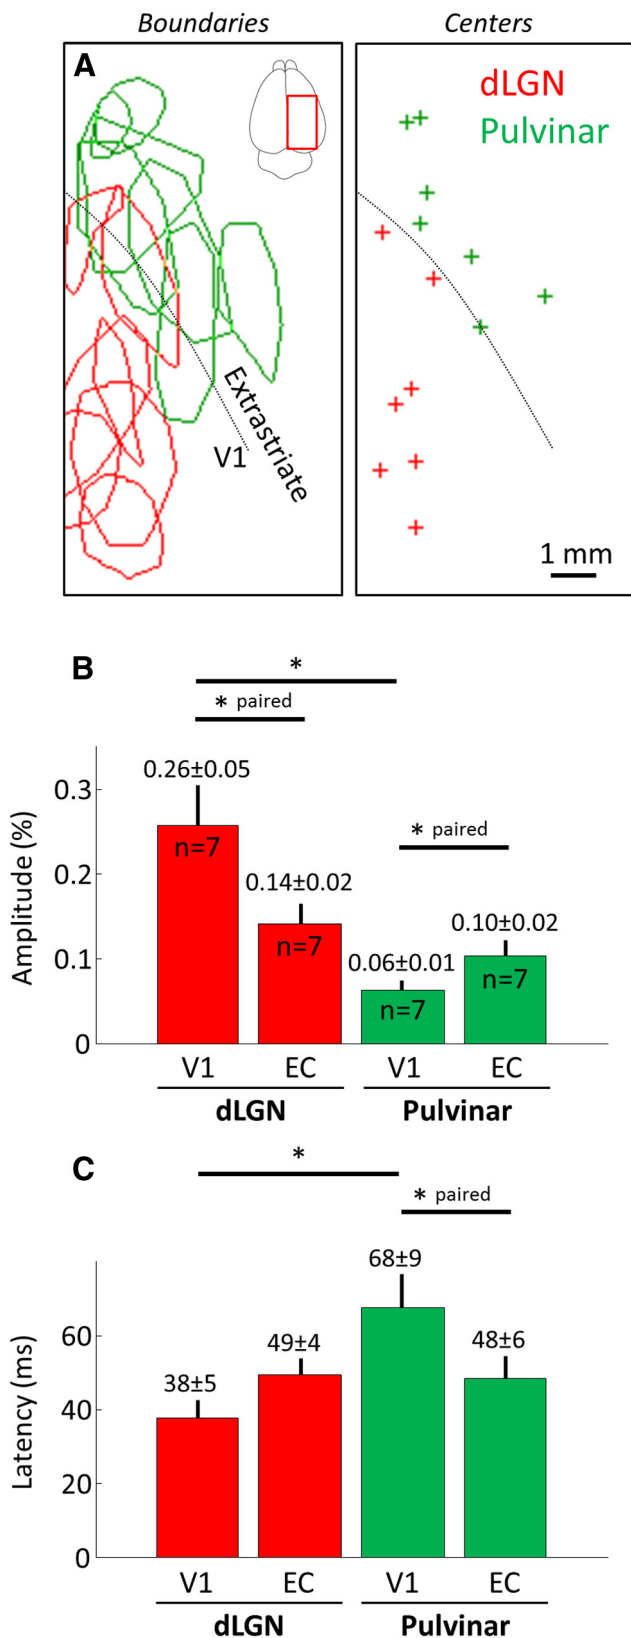 Boundaries
Centers
A
dLGN
Pulvinar
Extrastriate
V1
1 mm
B
*
* paired
0.26±0.05
* paired
0.14±0.02
0.10±0.02
0.06±0.01
n=7
n=7
n=7
n=7
Amplitude (%)
0.3
0.2
0.1
0
V1 EC V1 EC
dLGN Pulvinar
C
*
* paired
68±9
49±4
48±6
38±5
Latency (ms)
60
40
20
0
V1 EC V1 EC
dLGN Pulvinar